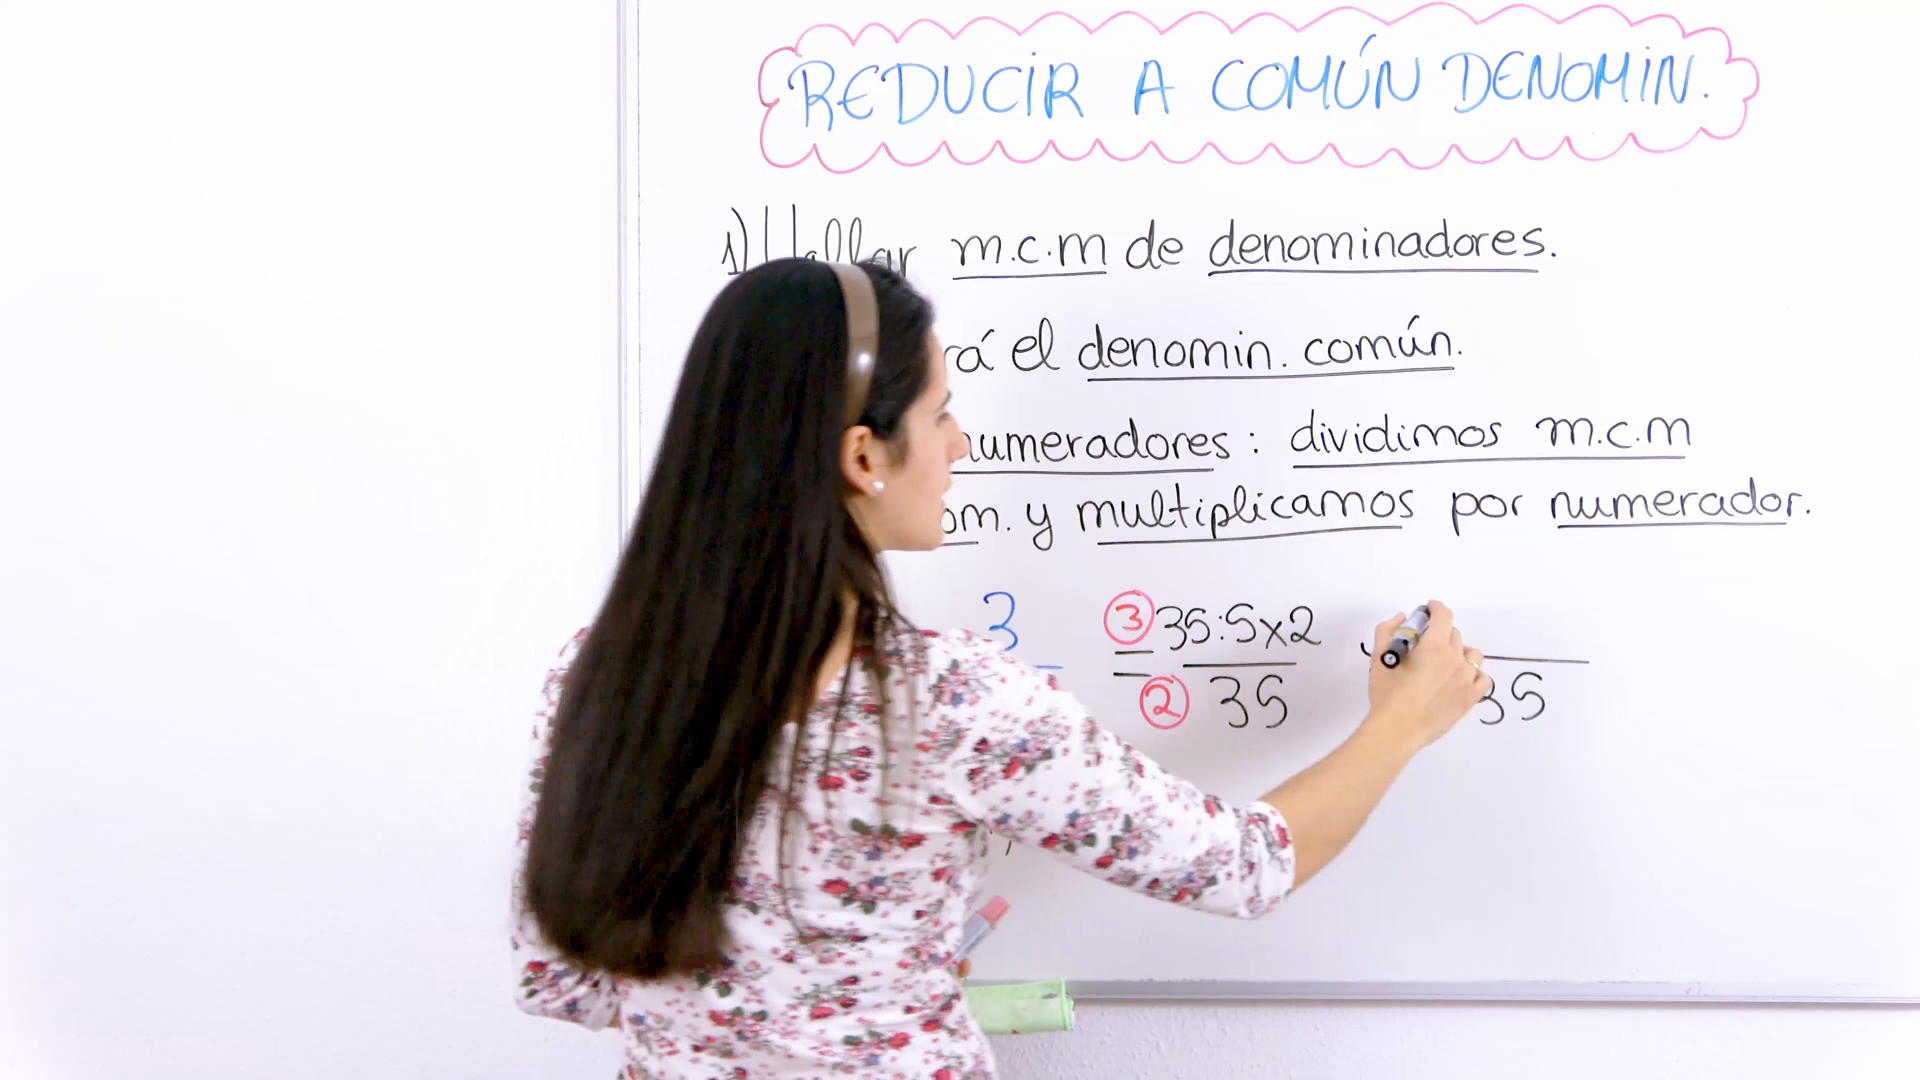 REDUCIR A COMÚN DENOMIN.
1) Hallar m.c.m de denominadores.
rá el denomin. común.
numeradores: dividimos m.c.m
om. y multiplicamos por numerador.
3 ③ 35:5x2
= ② 35 35